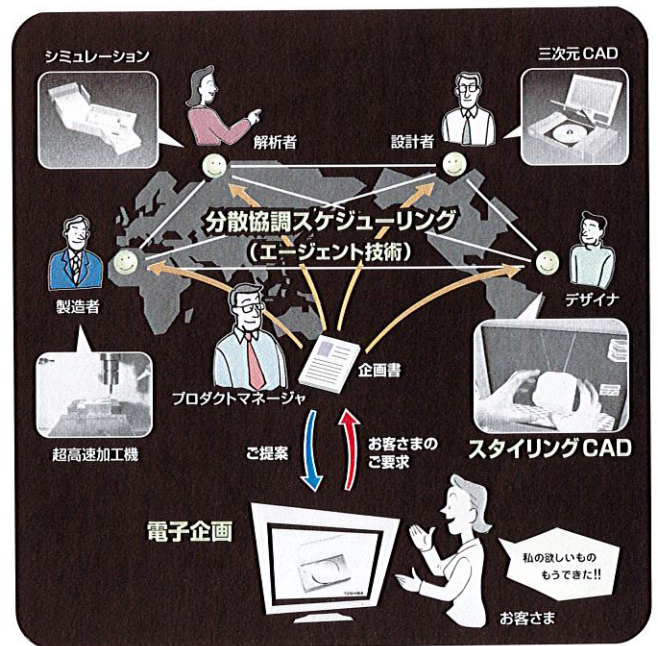 シミュレーション
三次元CAD
解析者
設計者
分散協調スケジューリング
(エージェント技術)
製造者
デザイナ
企画書
プロダクトマネージャ
超高速加工機
スタイリングCAD
ご提案
お客さまの
ご要求
電子企画
私の欲しいもの
もうできた!!
TOSHIBA
お客さま